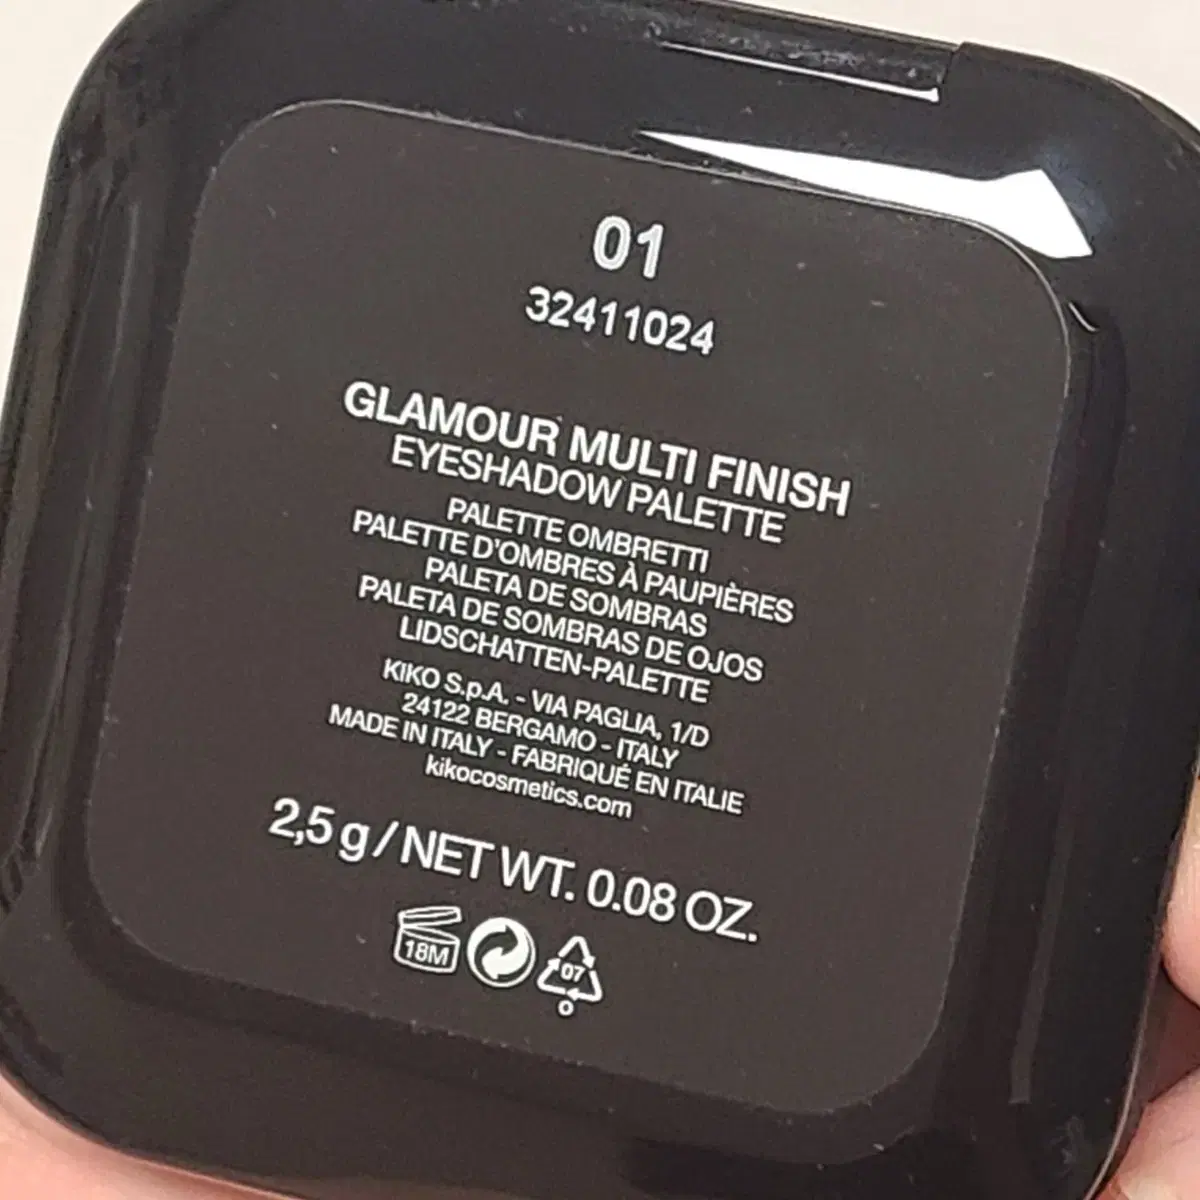 01
32411024
GLAMOUR MULTI FINISH
EYESHADOW PALETTE
PALETTE OMBRETTI
PALETTE D'OMBRES À PAUPIÈRES
PALETA DE SOMBRAS
PALETA DE SOMBRAS DE OJOS
LIDSCHATTEN-PALETTE
KIKO S.p.A. - VIA PAGLIA, 1/D
24122 BERGAMO - ITALY
MADE IN ITALY - FABRIQUÉ EN ITALIE
kikocosmetics.com
2,5 g / NET WT. 0.08 OZ.
18M 07
O